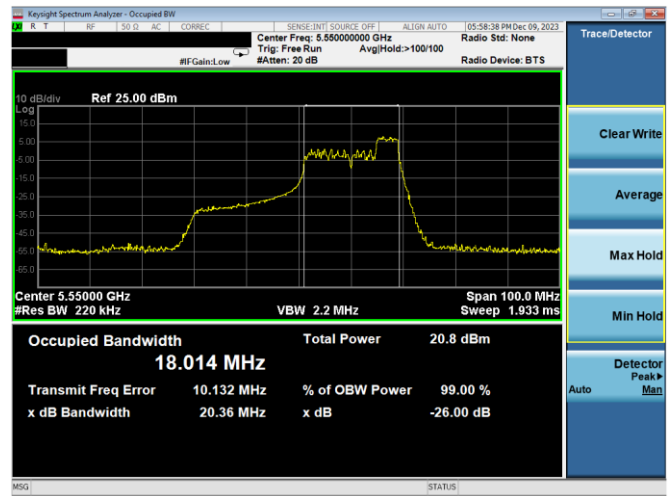 Keysight Spectrum Analyzer - Occupied BW
R T RF 50 Ω AC CORREC SENSE:INT SOURCE OFF ALIGN AUTO 05:58:38 PM Dec 09, 2023
Center Freq: 5.550000000 GHz Radio Std: None
Trig: Free Run Avg|Hold:>100/100
#IFGain:Low #Atten: 20 dB Radio Device: BTS
Trace/Detector
10 dB/div Ref 25.00 dBm
Log
15.0
5.00
-5.00
-15.0
-25.0
-35.0
-45.0
-55.0
-65.0
Center 5.55000 GHz Span 100.0 MHz
#Res BW 220 kHz VBW 2.2 MHz Sweep 1.933 ms
Occupied Bandwidth Total Power 20.8 dBm
18.014 MHz
Transmit Freq Error 10.132 MHz % of OBW Power 99.00 %
x dB Bandwidth 20.36 MHz x dB -26.00 dB
Clear Write
Average
Max Hold
Min Hold
Detector
Peak▶
Auto Man
MSG STATUS